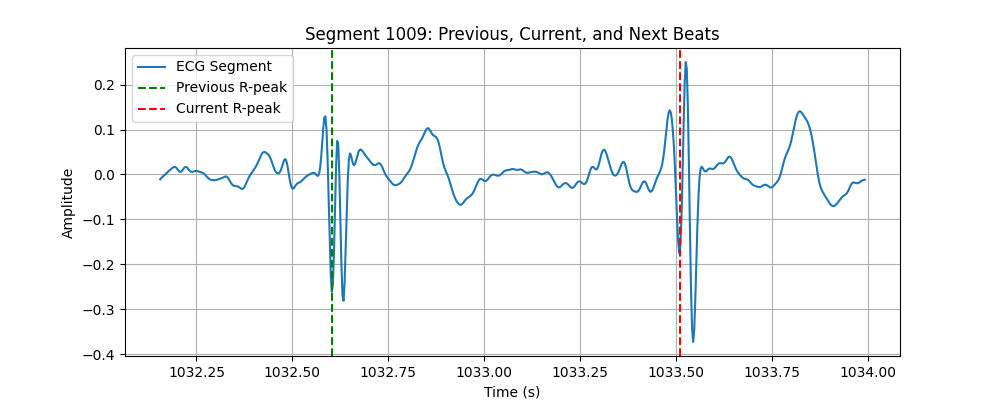 Segment 1009: Previous, Current, and Next Beats
ECG Segment
Previous R-peak
Current R-peak
Amplitude
0.2
0.1
0.0
−0.1
−0.2
−0.3
−0.4
1032.25 1032.50 1032.75 1033.00 1033.25 1033.50 1033.75 1034.00
Time (s)